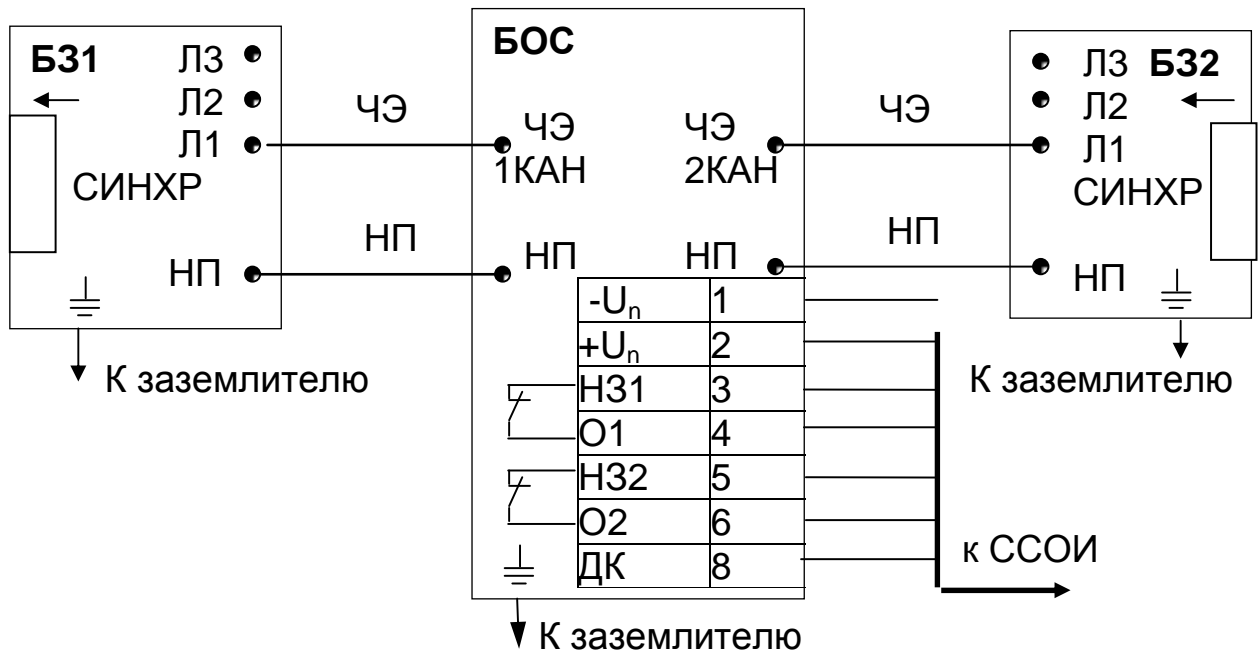 БЗ1
Л3
Л2
Л1
СИНХР
НП
К заземлителю
ЧЭ
НП
БОС
ЧЭ
1КАН
НП
ЧЭ
2КАН
НП
-Un 1
+Un 2
НЗ1 3
О1 4
НЗ2 5
О2 6
ДК 8
К заземлителю
ЧЭ
НП
Л3 БЗ2
Л2
Л1
СИНХР
НП
К заземлителю
к ССОИ